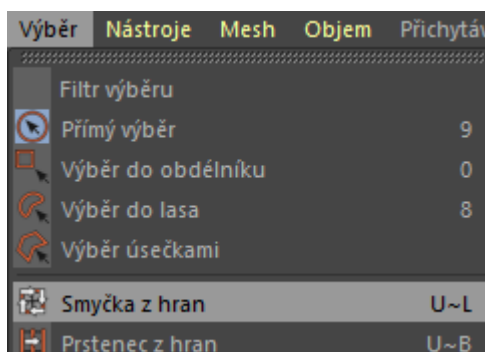 Výběr Nástroje Mesh Objem Přichytáv
Filtr výběru
Přímý výběr 9
Výběr do obdélníku 0
Výběr do lasa 8
Výběr úsečkami
Smyčka z hran U~L
Prstenec z hran U~B